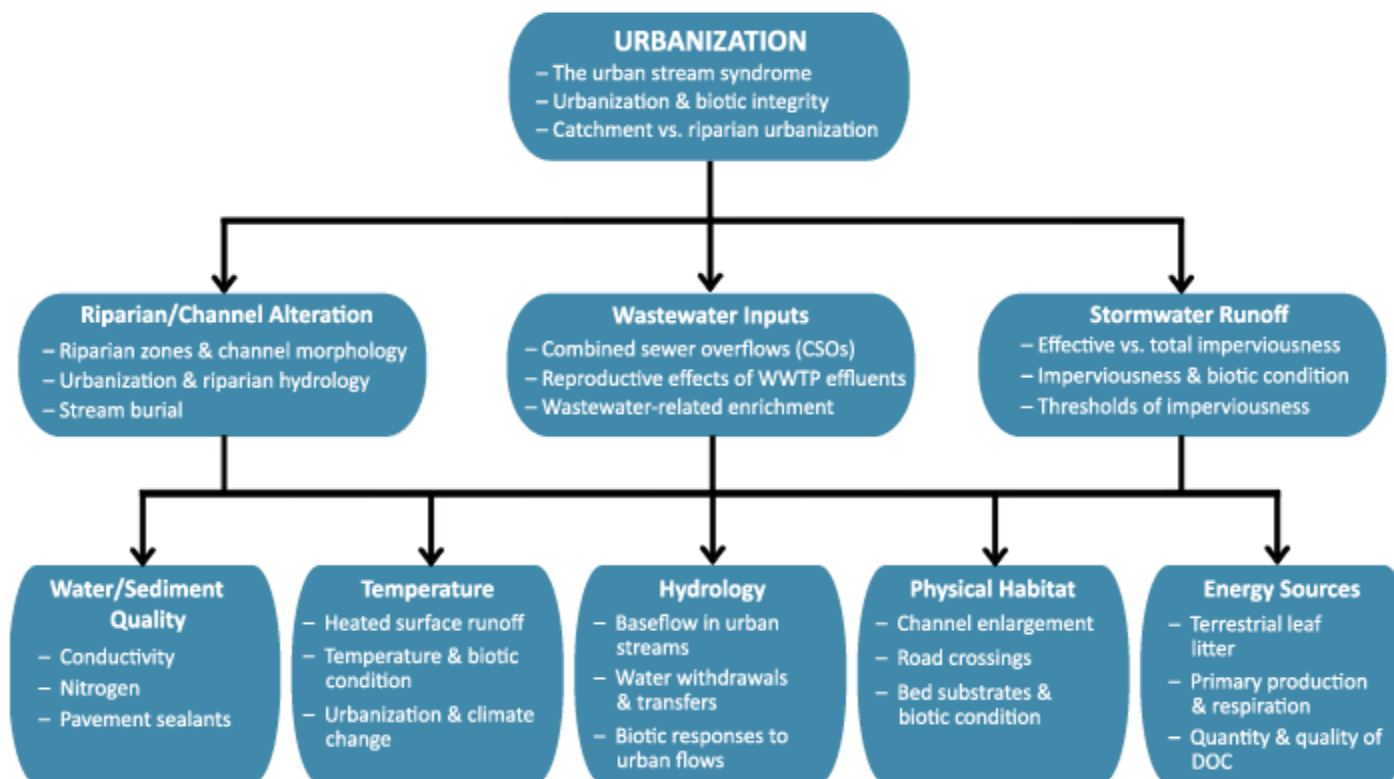 URBANIZATION
– The urban stream syndrome
– Urbanization & biotic integrity
– Catchment vs. riparian urbanization
Riparian/Channel Alteration
– Riparian zones & channel morphology
– Urbanization & riparian hydrology
– Stream burial
Wastewater Inputs
– Combined sewer overflows (CSOs)
– Reproductive effects of WWTP effluents
– Wastewater-related enrichment
Stormwater Runoff
– Effective vs. total imperviousness
– Imperviousness & biotic condition
– Thresholds of imperviousness
Water/Sediment
Quality
– Conductivity
– Nitrogen
– Pavement sealants
Temperature
– Heated surface runoff
– Temperature & biotic
condition
– Urbanization & climate
change
Hydrology
– Baseflow in urban
streams
– Water withdrawals
& transfers
– Biotic responses to
urban flows
Physical Habitat
– Channel enlargement
– Road crossings
– Bed substrates &
biotic condition
Energy Sources
– Terrestrial leaf
litter
– Primary production
& respiration
– Quantity & quality of
DOC